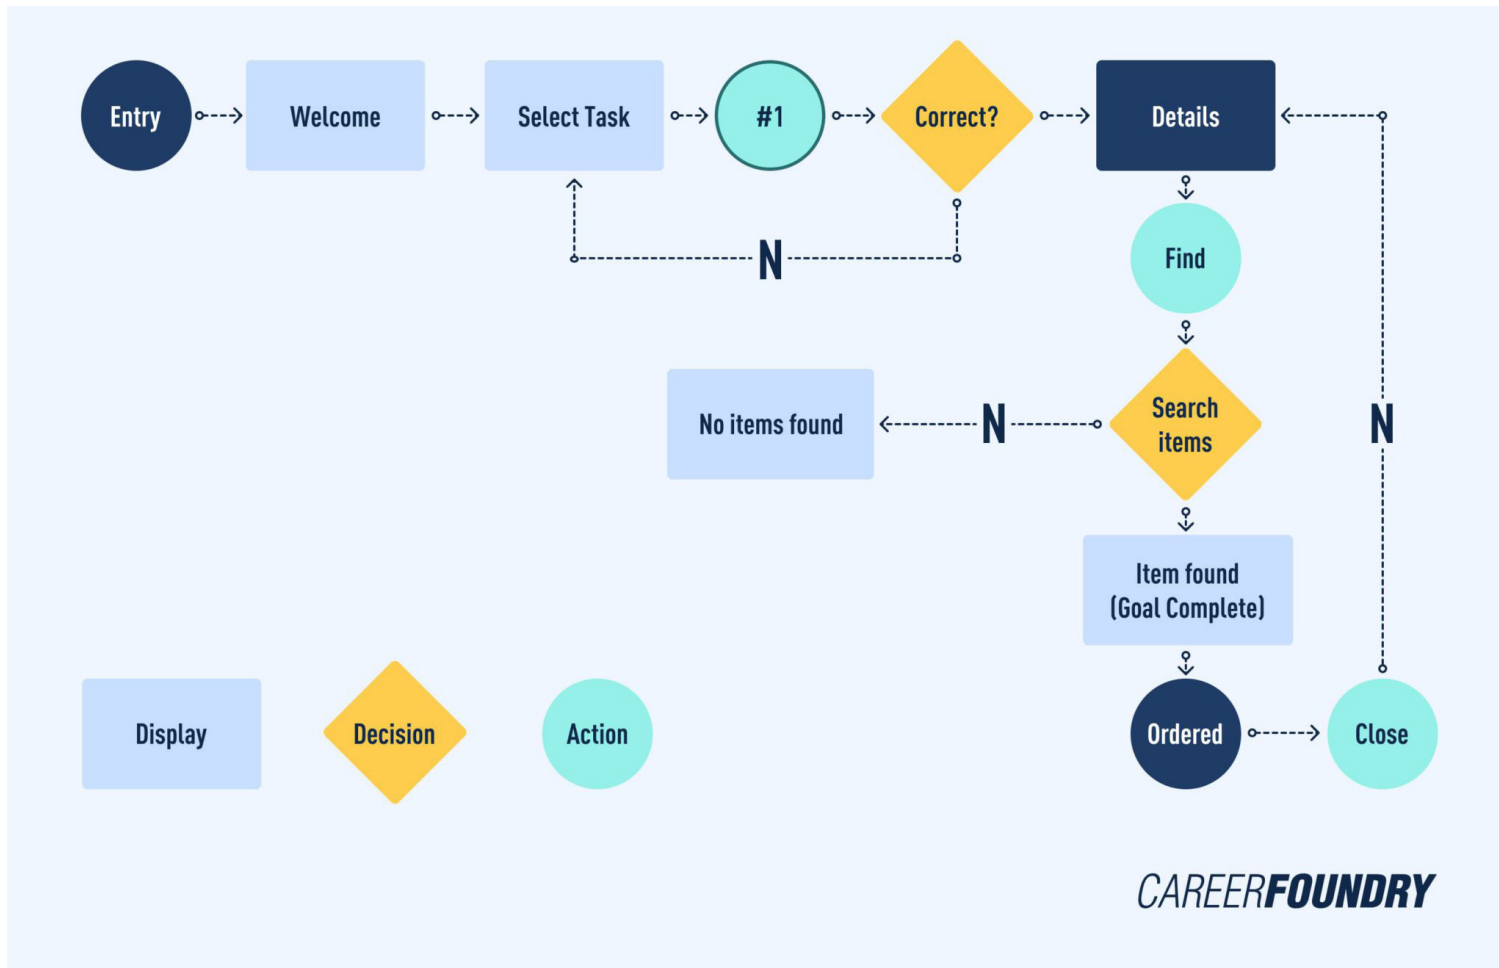 Entry
Welcome
Select Task
#1
Correct?
Details
N
Find
No items found
N
Search
items
N
Item found
(Goal Complete)
Display
Decision
Action
Ordered
Close
CAREERFOUNDRY